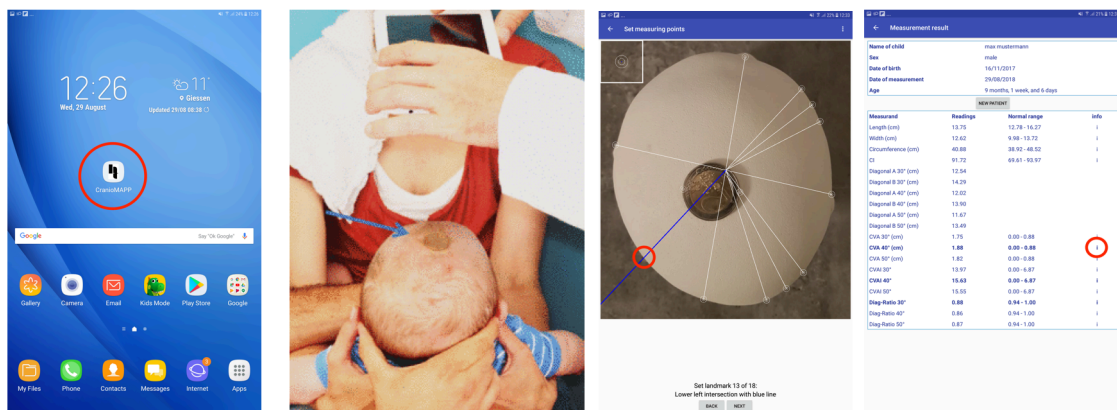 12:26
Wed, 29 August
11°
Giessen
Updated 29/08 08:38
CranioMAPP
Google
Say "Ok Google"
Gallery
Camera
Email
Kids Mode
Play Store
Google
My Files
Phone
Contacts
Messages
Internet
Apps
Set measuring points
Set landmark 13 of 18:
Lower left intersection with blue line
BACK NEXT
Measurement result
Name of child max mustermann
Sex male
Date of birth 16/11/2017
Date of measurement 29/08/2018
Age 9 months, 1 week, and 6 days
NEW PATIENT
Measurand Readings Normal range Info
Length (cm) 13.75 12.78 - 16.27 i
Width (cm) 12.62 9.98 - 13.72 i
Circumference (cm) 40.88 38.92 - 48.52 i
CI 91.72 69.61 - 93.97 i
Diagonal A 30° (cm) 12.54
Diagonal B 30° (cm) 14.29
Diagonal A 40° (cm) 12.02
Diagonal B 40° (cm) 13.90
Diagonal A 50° (cm) 11.67
Diagonal B 50° (cm) 13.49
CVA 30° (cm) 1.75 0.00 - 0.88 i
CVA 40° (cm) 1.88 0.00 - 0.88 i
CVA 50° (cm) 1.82 0.00 - 0.88 i
CVAI 30° 13.97 0.00 - 6.87 i
CVAI 40° 15.63 0.00 - 6.87 i
CVAI 50° 15.55 0.00 - 6.87 i
Diag-Ratio 30° 0.88 0.94 - 1.00 i
Diag-Ratio 40° 0.86 0.94 - 1.00 i
Diag-Ratio 50° 0.87 0.94 - 1.00 i